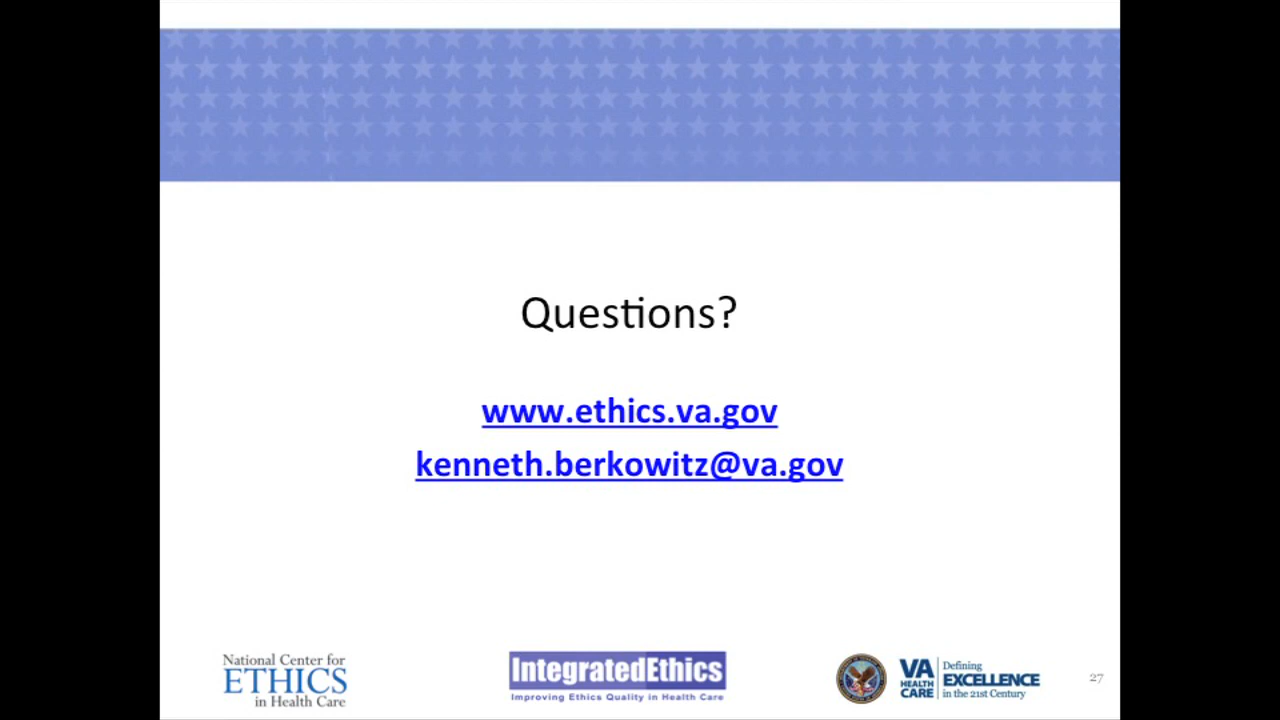 Questions?
www.ethics.va.gov
kenneth.berkowitz@va.gov
National Center for
ETHICS
in Health Care
IntegratedEthics
Improving Ethics Quality in Health Care
VA
HEALTH
CARE
Defining
EXCELLENCE
in the 21st Century
27